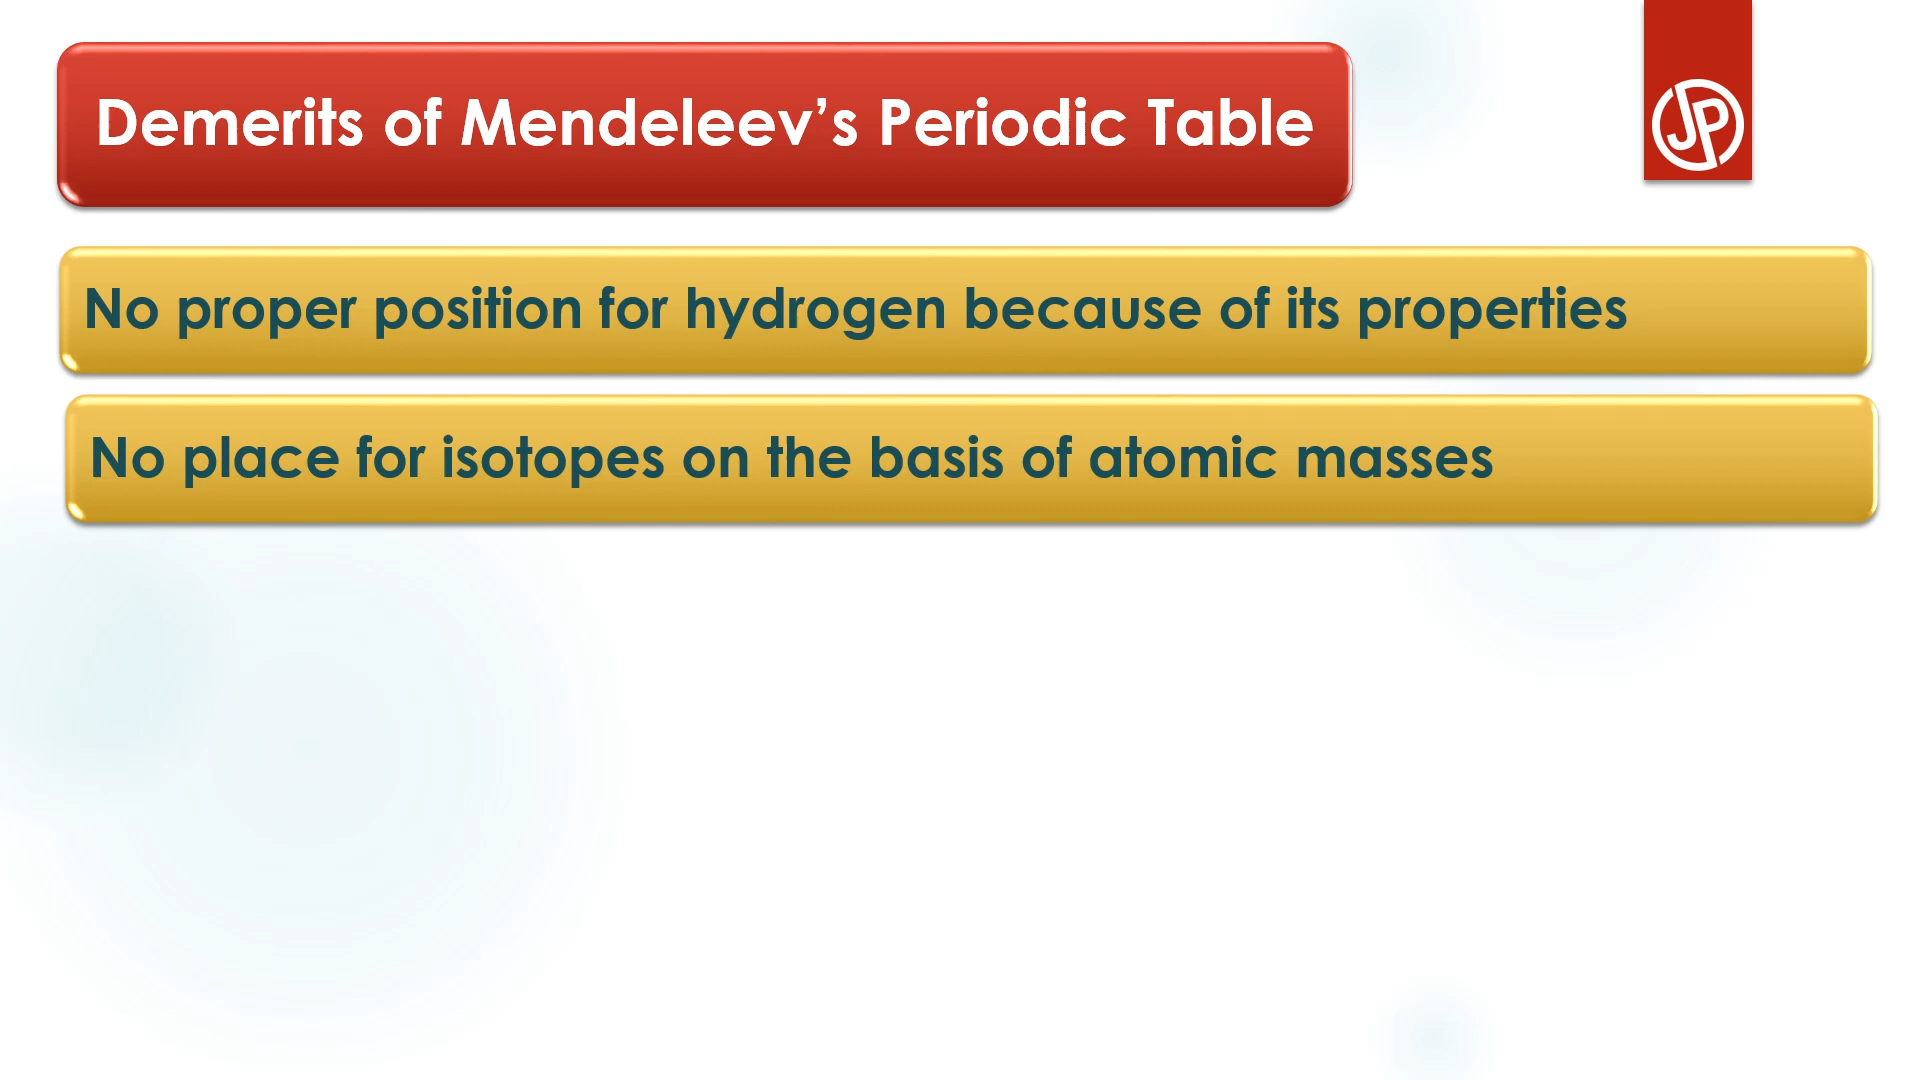 Demerits of Mendeleev’s Periodic Table
JP
No proper position for hydrogen because of its properties
No place for isotopes on the basis of atomic masses